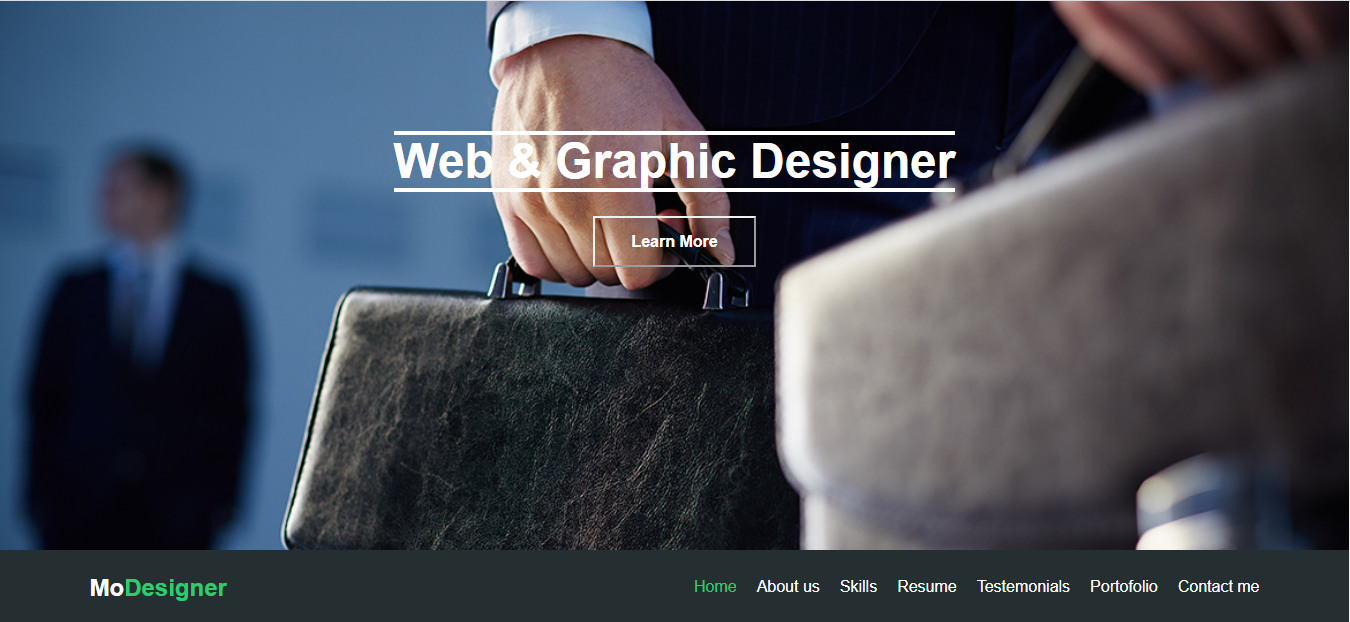 Web & Graphic Designer
Learn More
MoDesigner
Home About us Skills Resume Testemonials Portofolio Contact me